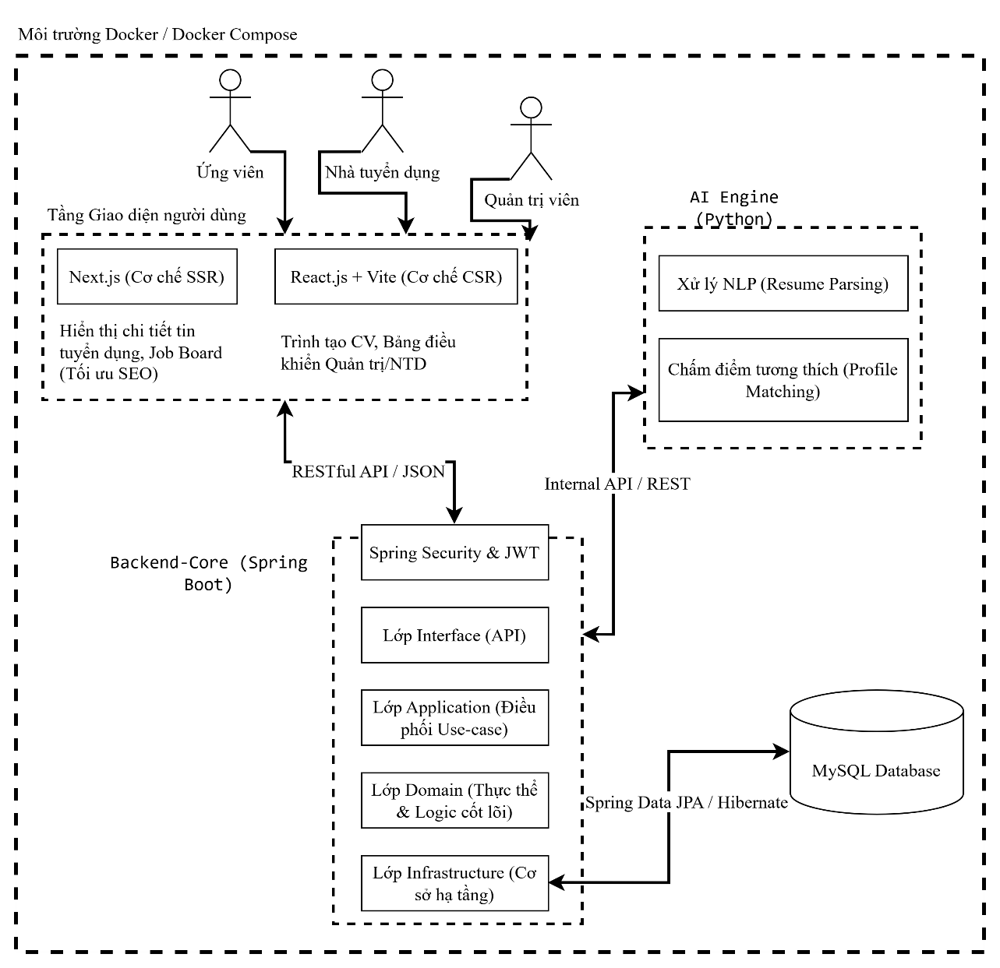 Môi trường Docker / Docker Compose
Ứng viên
Nhà tuyển dụng
Quản trị viên
Tầng Giao diện người dùng
Next.js (Cơ chế SSR)
React.js + Vite (Cơ chế CSR)
Hiển thị chi tiết tin
tuyển dụng, Job Board
(Tối ưu SEO)
Trình tạo CV, Bảng điều
khiển Quản trị/NTD
AI Engine
(Python)
Xử lý NLP (Resume Parsing)
Chấm điểm tương thích (Profile
Matching)
RESTful API / JSON
Internal API / REST
Backend-Core (Spring
Boot)
Spring Security & JWT
Lớp Interface (API)
Lớp Application (Điều
phối Use-case)
Lớp Domain (Thực thể
& Logic cốt lõi)
Lớp Infrastructure (Cơ
sở hạ tầng)
Spring Data JPA / Hibernate
MySQL Database